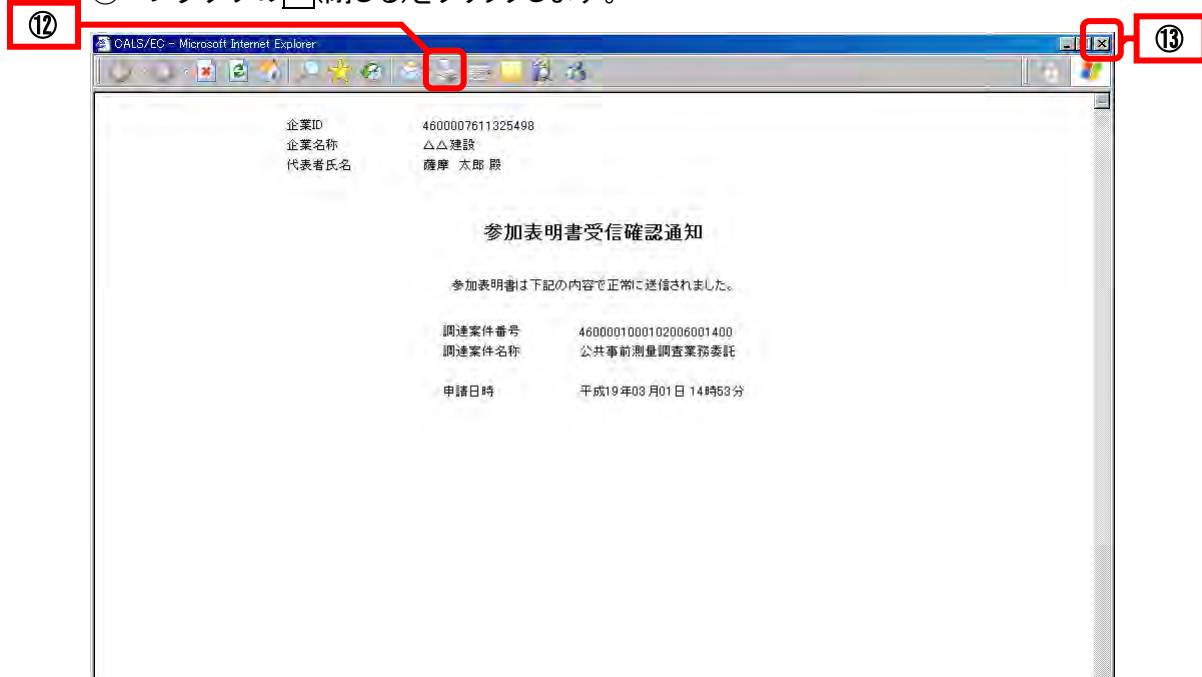 ⑫
⑬
CALS/EC - Microsoft Internet Explorer
企業ID 4600007611325498
企業名称 △△建設
代表者氏名 薩摩 太郎 殿
参加表明書受信確認通知
参加表明書は下記の内容で正常に送信されました。
調達案件番号 4600001000102006001400
調達案件名称 公共事前測量調査業務委託
申請日時 平成19年03月01日 14時53分